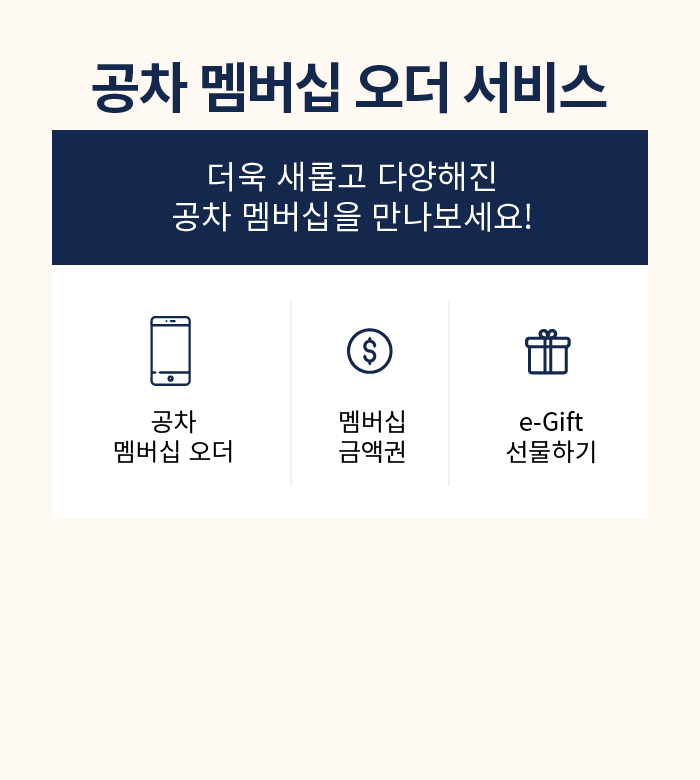 공차 멤버십 오더 서비스
더욱 새롭고 다양해진
공차 멤버십을 만나보세요!
공차
멤버십 오더
멤버십
금액권
e-Gift
선물하기